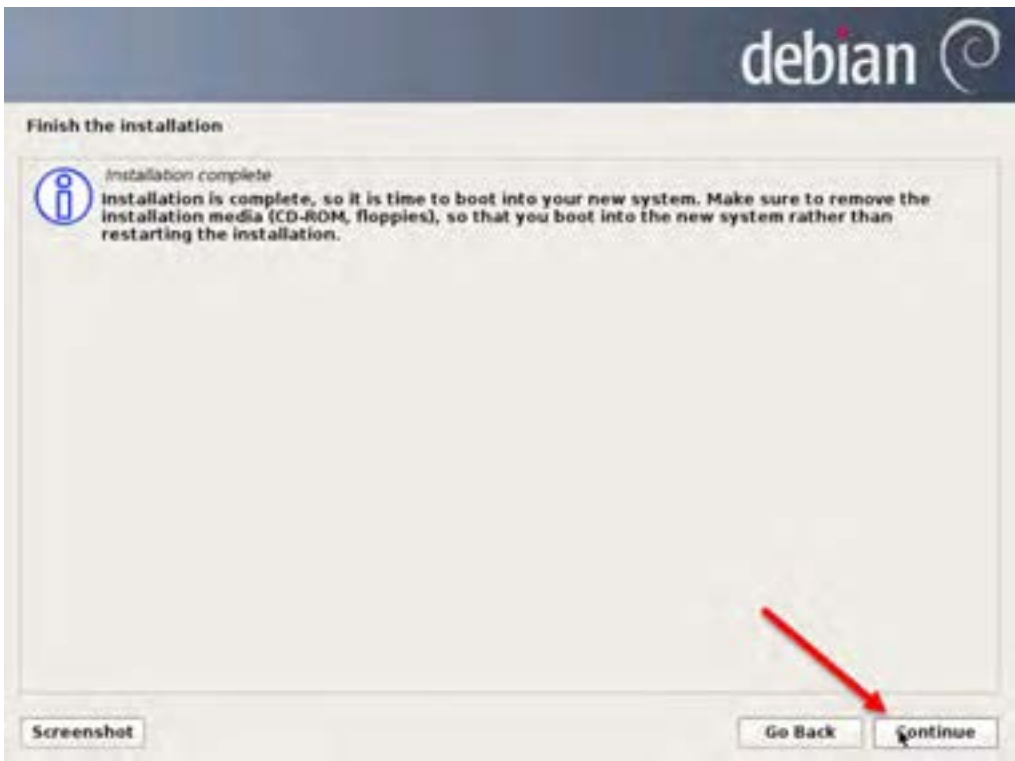 debian
Finish the installation
Installation complete
Installation is complete, so it is time to boot into your new system. Make sure to remove the
installation media (CD-ROM, floppies), so that you boot into the new system rather than
restarting the installation.
Screenshot
Go Back
Continue